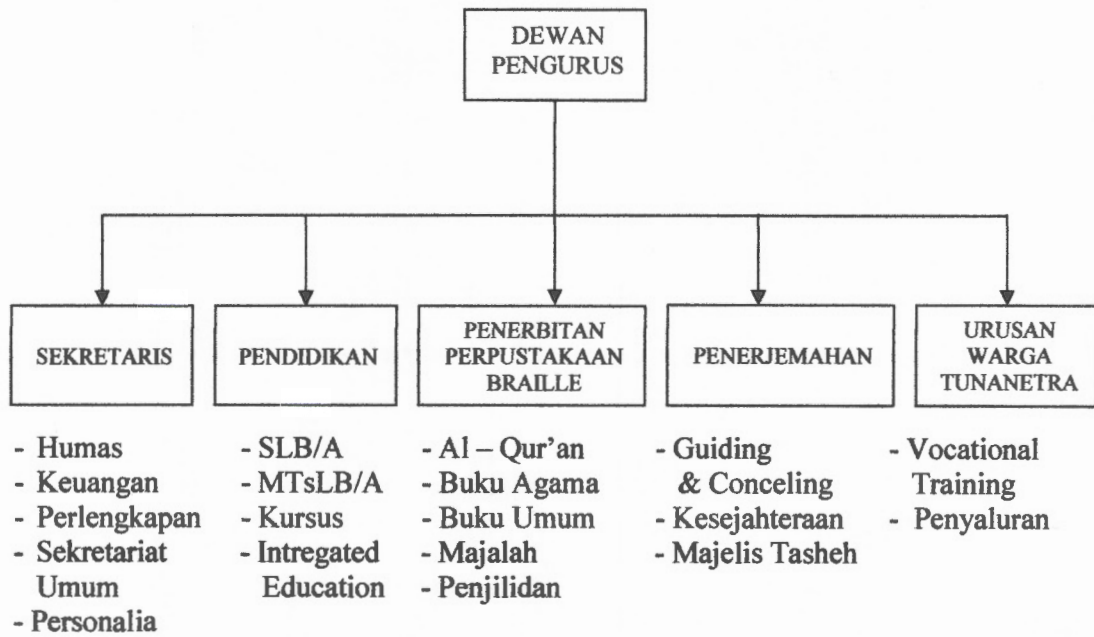 DEWAN
PENGURUS
SEKRETARIS
PENDIDIKAN
PENERBITAN
PERPUSTAKAAN
BRAILLE
PENERJEMAHAN
URUSAN
WARGA
TUNANETRA
- Humas
- Keuangan
- Perlengkapan
- Sekretariat
Umum
- Personalia
- SLB/A
- MTsLB/A
- Kursus
- Intregated
Education
- Al – Qur'an
- Buku Agama
- Buku Umum
- Majalah
- Penjilidan
- Guiding
& Conceling
- Kesejahteraan
- Majelis Tasheh
- Vocational
Training
- Penyaluran